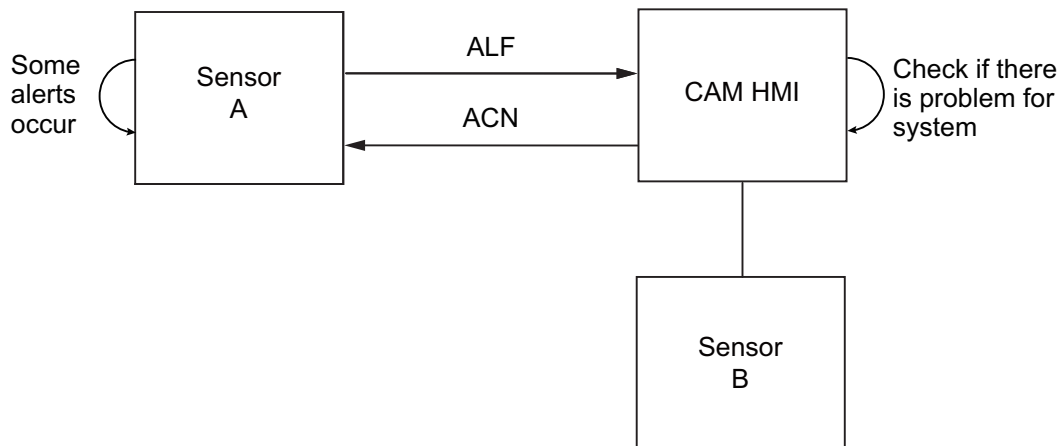 Some
alerts
occur
Sensor
A
ALF
ACN
CAM HMI
Check if there
is problem for
system
Sensor
B